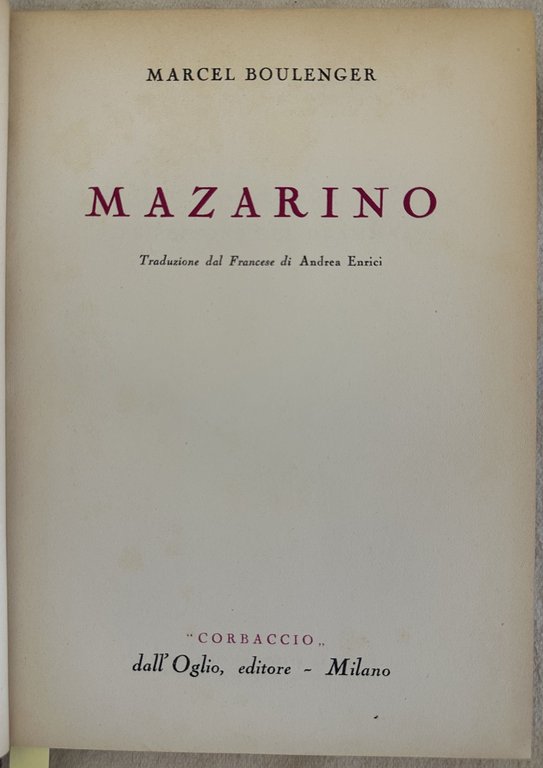 MARCEL BOULENGER
MAZARINO
Traduzione dal Francese di Andrea Enrici
"CORBACCIO„
dall'Oglio, editore - Milano